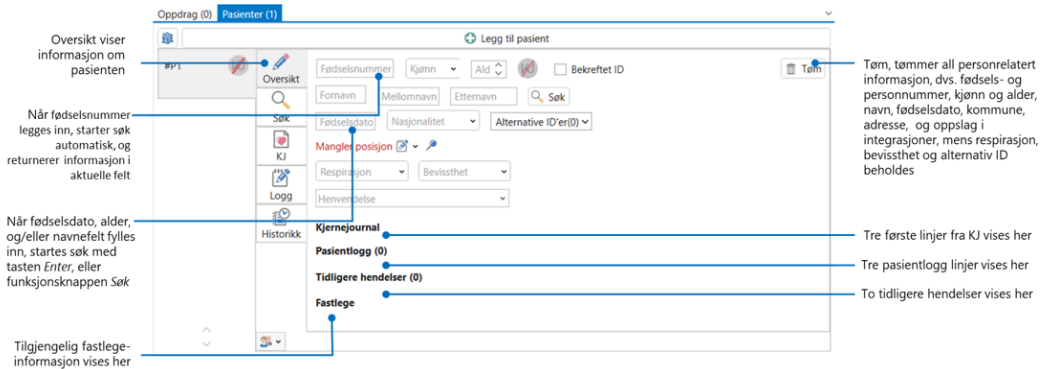 Oppdrag (0) Pasienter (1)
Legg til pasient
Oversikt viser
informasjon om
pasienten
#P1
Oversikt
Fødselsnummer Kjønn Ald Bekreftet ID Tøm
Fornavn Mellomnavn Etternavn Søk
Søk
Fødselsdato Nasjonalitet Alternative ID'er(0)
KJ
Mangler posisjon
Respirasjon Bevissthet
Logg
Henvendelse
Historikk
Kjernejournal
Pasientlogg (0)
Tidligere hendelser (0)
Fastlege
Når fødselsnummer
legges inn, starter søk
automatisk, og
returnerer informasjon i
aktuelle felt
Når fødselsdato, alder,
og/eller navnefelt fylles
inn, startes søk med
tasten Enter, eller
funksjonsknappen Søk
Tilgjengelig fastlege-
informasjon vises her
Tøm, tømmer all personrelatert
informasjon, dvs. fødsels- og
personnummer, kjønn og alder,
navn, fødselsdato, kommune,
adresse, og oppslag i
integrasjoner, mens respirasjon,
bevissthet og alternativ ID
beholdes
Tre første linjer fra KJ vises her
Tre pasientlogg linjer vises her
To tidligere hendelser vises her